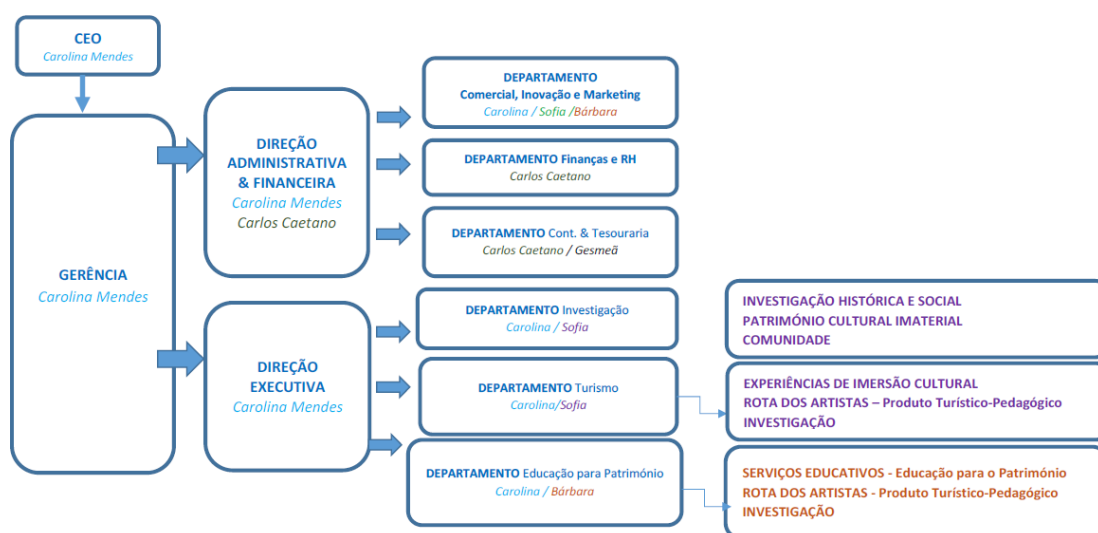 CEO
Carolina Mendes
GERÊNCIA
Carolina Mendes
DIREÇÃO
ADMINISTRATIVA
& FINANCEIRA
Carolina Mendes
Carlos Caetano
DEPARTAMENTO
Comercial, Inovação e Marketing
Carolina / Sofia /Bárbara
DEPARTAMENTO Finanças e RH
Carlos Caetano
DEPARTAMENTO Cont. & Tesouraria
Carlos Caetano / Gesmeã
DIREÇÃO
EXECUTIVA
Carolina Mendes
DEPARTAMENTO Investigação
Carolina / Sofia
INVESTIGAÇÃO HISTÓRICA E SOCIAL
PATRIMÓNIO CULTURAL IMATERIAL
COMUNIDADE
DEPARTAMENTO Turismo
Carolina/Sofia
EXPERIÊNCIAS DE IMERSÃO CULTURAL
ROTA DOS ARTISTAS – Produto Turístico-Pedagógico
INVESTIGAÇÃO
DEPARTAMENTO Educação para Património
Carolina / Bárbara
SERVIÇOS EDUCATIVOS - Educação para o Património
ROTA DOS ARTISTAS - Produto Turístico-Pedagógico
INVESTIGAÇÃO